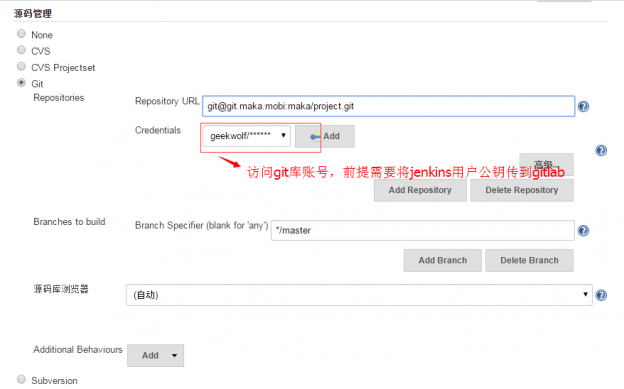 源码管理
None
CVS
CVS Projectset
Git
Repositories
Repository URL git@git.maka.mobi:maka/project.git
Credentials geekwolf/****** Add
高级...
访问git库账号，前提需要将jenkins用户公钥传到gitlab
Add Repository Delete Repository
Branches to build Branch Specifier (blank for 'any') */master
Add Branch Delete Branch
源码库浏览器 (自动)
Additional Behaviours Add
Subversion